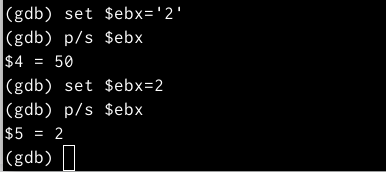 (gdb) set $ebx='2'
(gdb) p/s $ebx
$4 = 50
(gdb) set $ebx=2
(gdb) p/s $ebx
$5 = 2
(gdb)